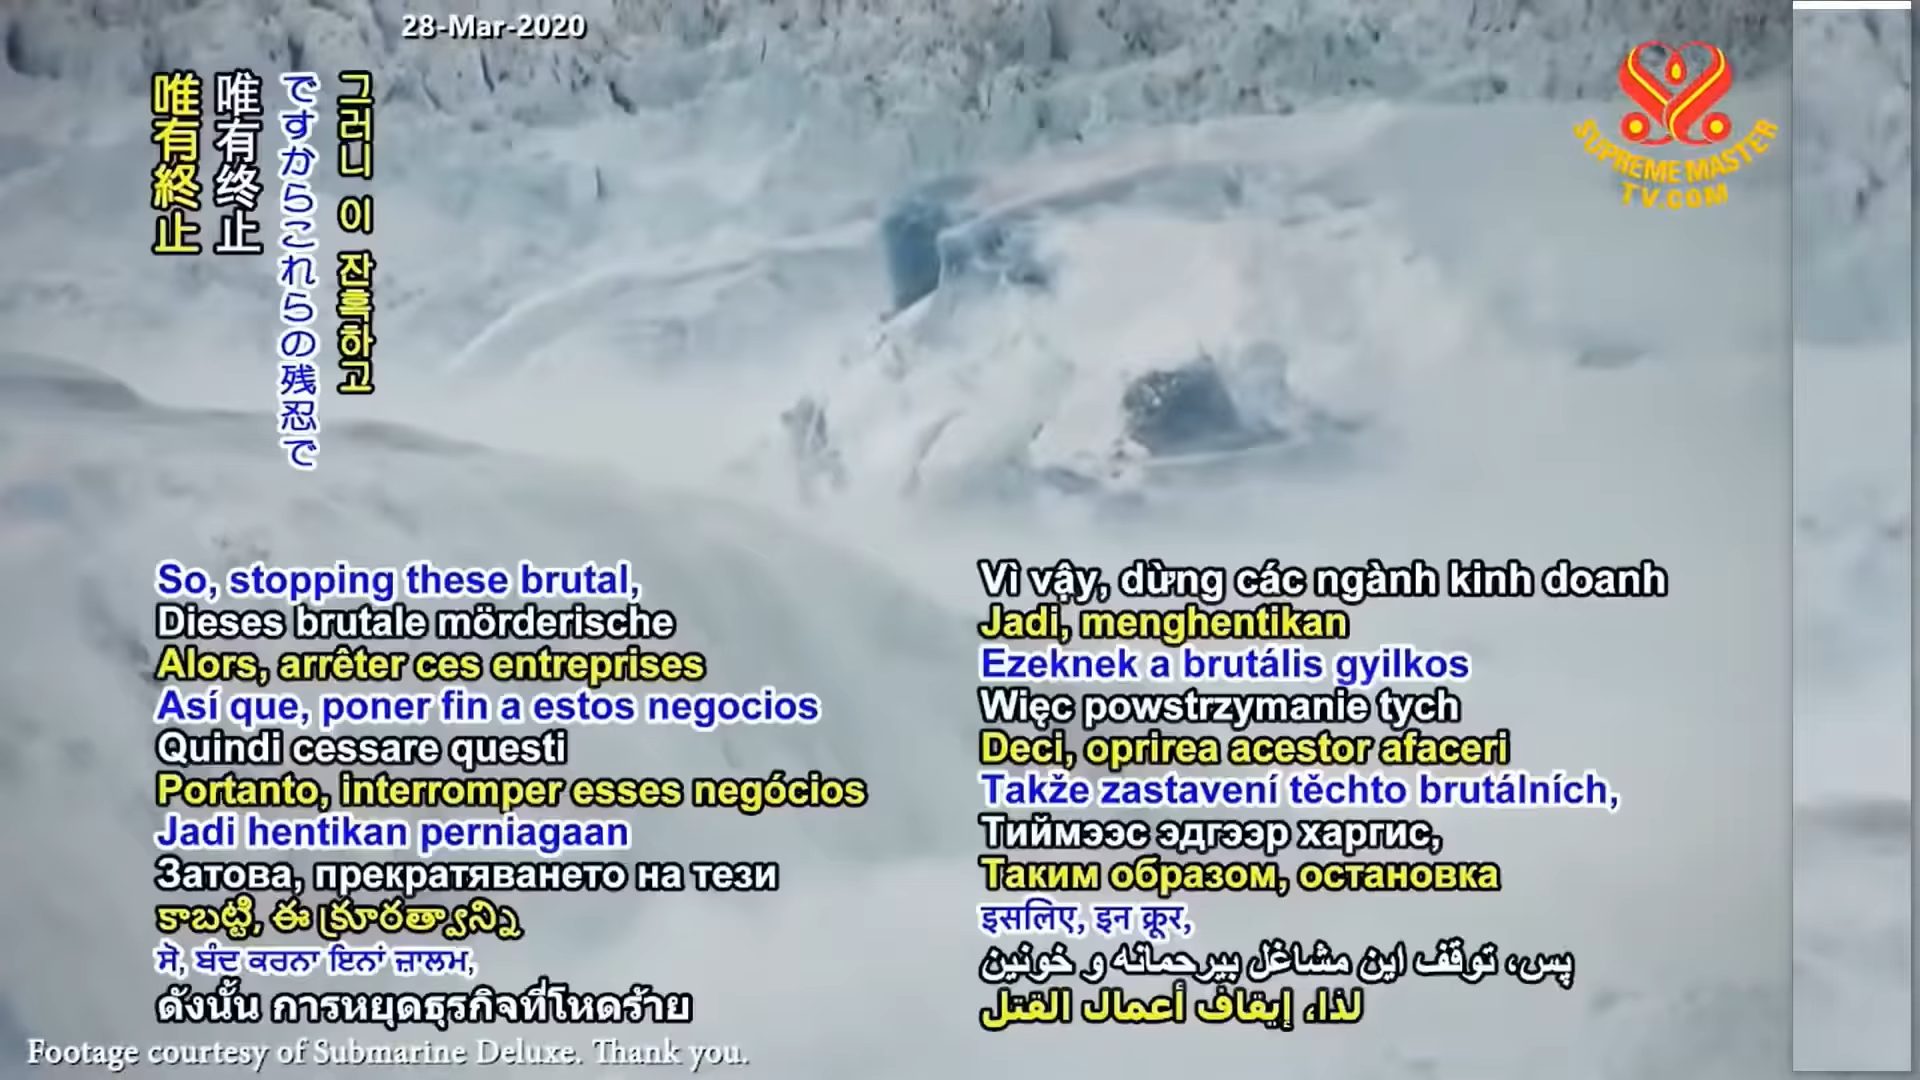 28-Mar-2020
唯有終止
唯有终止
ですからこれらの残忍で
그러니 이 잔혹하고
SUPREME MASTER
TV.COM
So, stopping these brutal,
Dieses brutale mörderische
Alors, arrêter ces entreprises
Así que, poner fin a estos negocios
Quindi cessare questi
Portanto, interromper esses negócios
Jadi hentikan perniagaan
Затова, прекратяването на тези
కాబట్టి, ఈ క్రూరత్వాన్ని
ਸੋ, ਬੰਦ ਕਰਨਾ ਇਨਾਂ ਜ਼ਾਲਮ,
ดังนั้น การหยุดธุรกิจที่โหดร้าย
Vì vậy, dừng các ngành kinh doanh
Jadi, menghentikan
Ezeknek a brutális gyilkos
Więc powstrzymanie tych
Deci, oprirea acestor afaceri
Takže zastavení těchto brutálních,
Тиймээс эдгээр харгис,
Таким образом, остановка
इसलिए, इन क्रूर,
پس، توقف این مشاغل بیرحمانه و خونین
لذا، إيقاف أعمال القتل
Footage courtesy of Submarine Deluxe. Thank you.